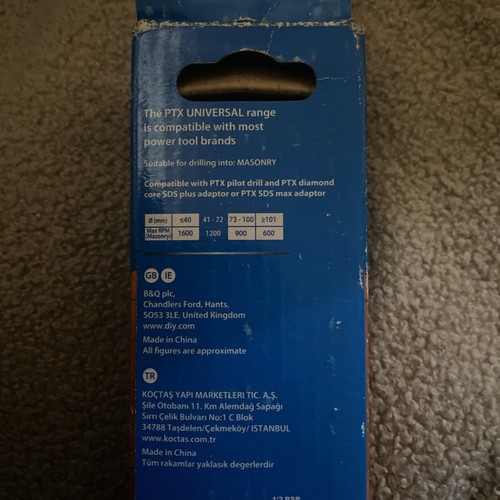 The PTX UNIVERSAL range
is compatible with most
power tool brands
Suitable for drilling into: MASONRY
Compatible with PTX pilot drill and PTX diamond
core SDS plus adaptor or PTX SDS max adaptor
Ø (mm) ≤40 41 - 72 73 - 100 ≥101
Max RPM (Masonry) 1600 1200 900 600
GB IE
B&Q plc,
Chandlers Ford, Hants,
SO53 3LE, United Kingdom
www.diy.com
Made in China
All figures are approximate
TR
KOÇTAŞ YAPI MARKETLERI TIC. A.Ş.
Şile Otobanı 11. Km Alemdağ Sapağı
Sırrı Çelik Bulvarı No:1 C Blok
34788 Taşdelen/Çekmeköy/ ISTANBUL
www.koctas.com.tr
Made in China
Tüm rakamlar yaklasık degerlerdir
1/2 BSP